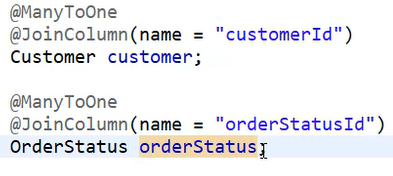 @ManyToOne
@JoinColumn(name = "customerId")
Customer customer;
@ManyToOne
@JoinColumn(name = "orderStatusId")
OrderStatus orderStatus;